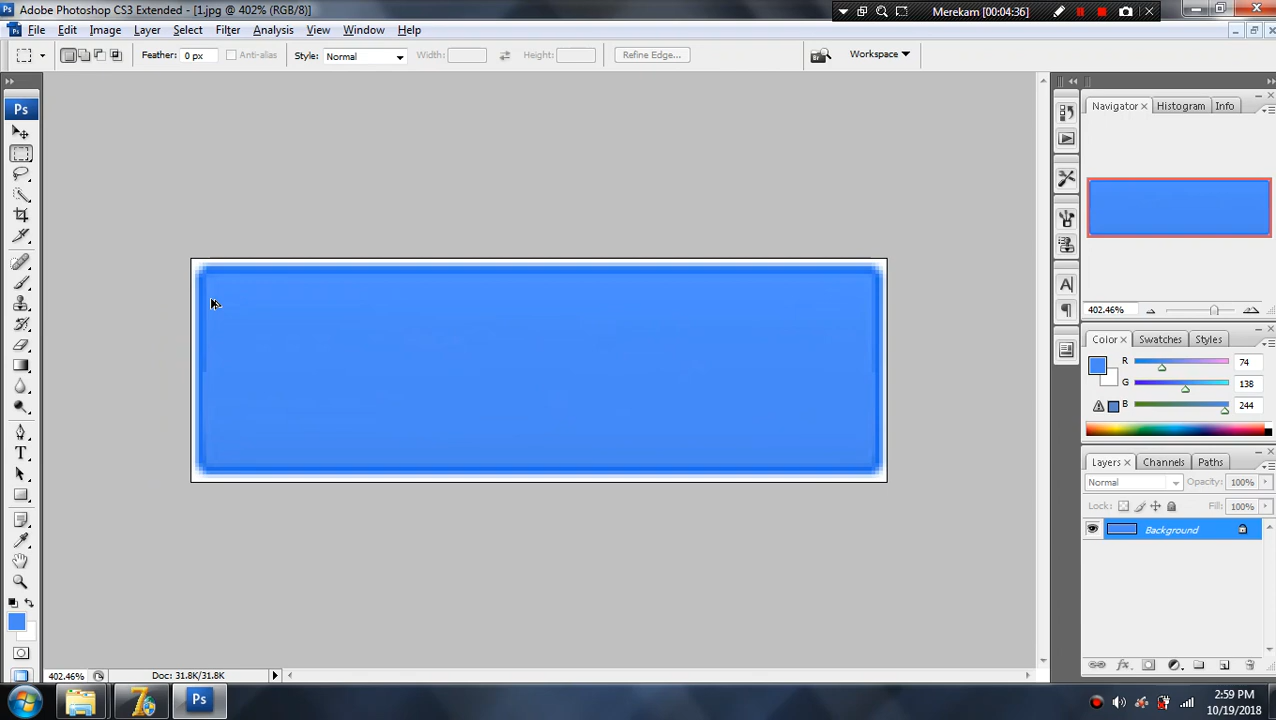 Adobe Photoshop CS3 Extended - [1.jpg @ 402% (RGB/8)]
Merekam [00:04:36]
File Edit Image Layer Select Filter Analysis View Window Help
Feather: 0 px Anti-alias Style: Normal Width: Height: Refine Edge... Br Workspace
Ps
Navigator Histogram Info
402.46%
Color Swatches Styles
R 74
G 138
B 244
Layers Channels Paths
Normal Opacity: 100%
Lock: Fill: 100%
Background
402.46% Doc: 31.8K/31.8K
Ps
2:59 PM
10/19/2018